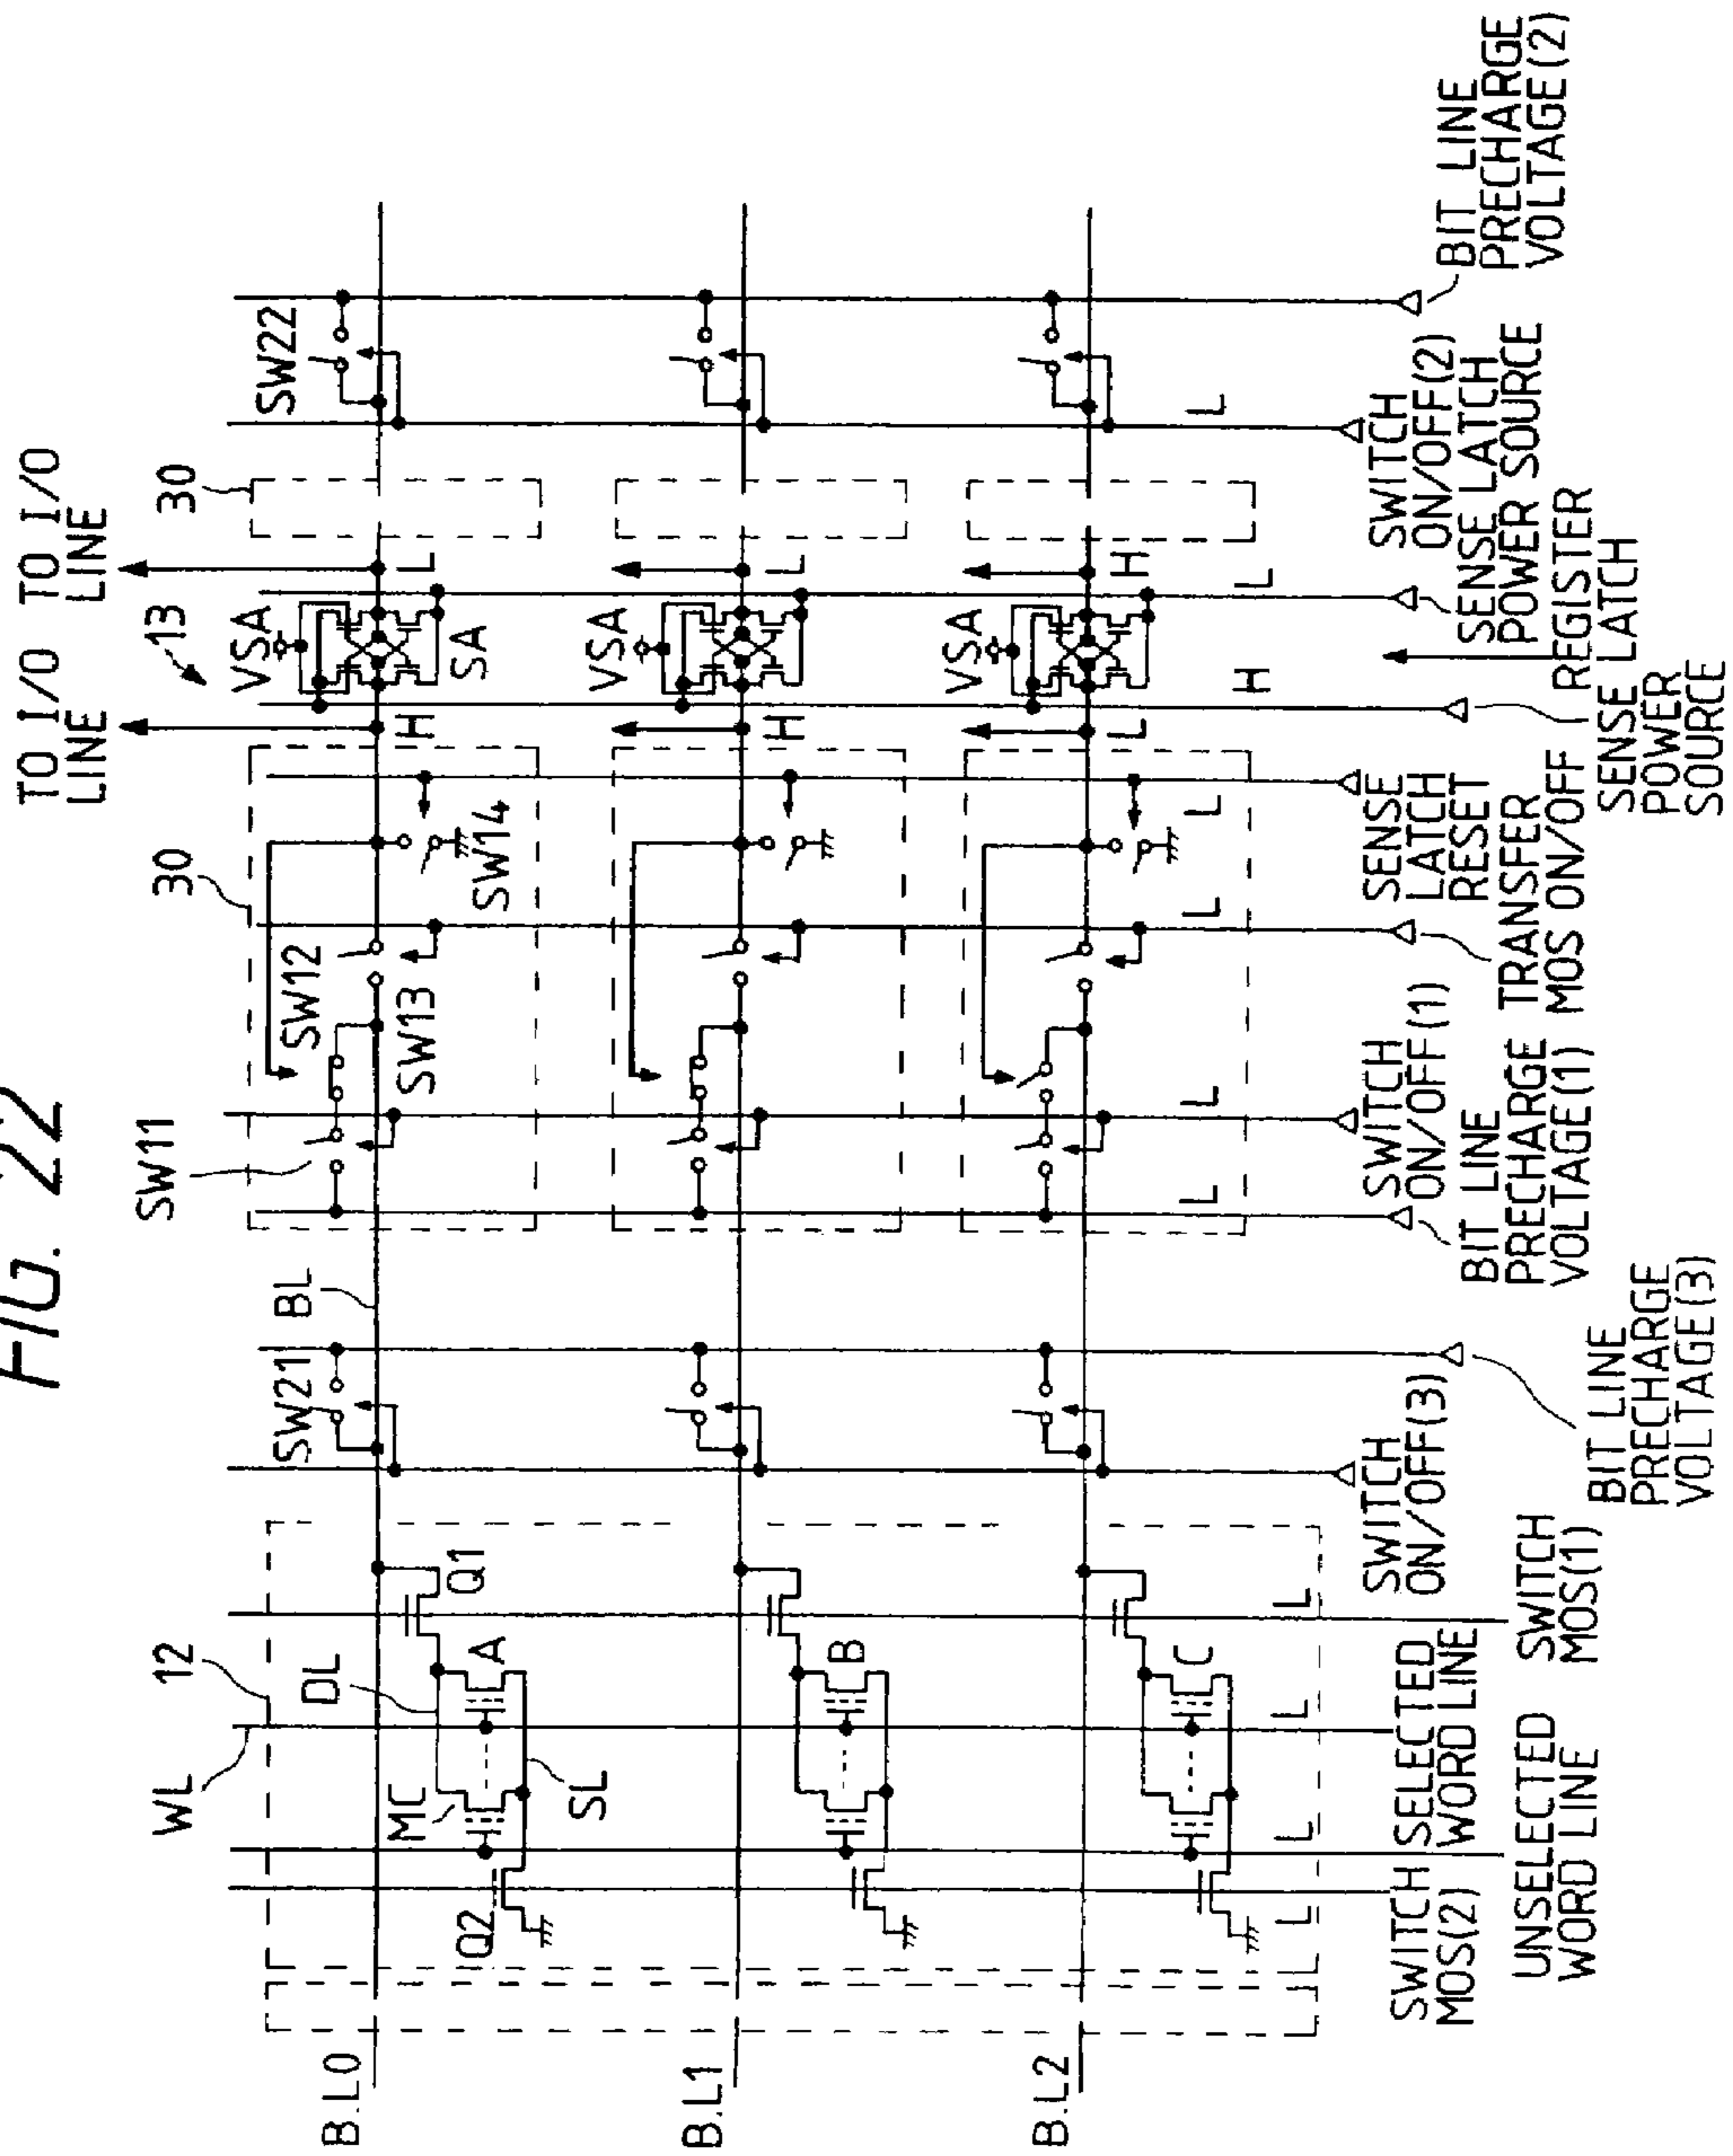 FIG. 22
TO I/O
LINE
TO I/O
LINE
13
30
30
SW11
SW12
SW13
SW14
SW21
SW22
BL
VSA
VSA
VSA
SA
H
L
H
L
L
H
WL
12
DL
MC
SL
A
B
C
Q1
Q2
B.L0
B.L1
B.L2
L
L
L
L
L
L
L
L
H
L
L
SWITCH
MOS(2)
UNSELECTED
WORD LINE
SELECTED
WORD LINE
SWITCH
MOS(1)
SWITCH
ON/OFF(3)
BIT LINE
PRECHARGE
VOLTAGE(3)
BIT LINE
PRECHARGE
VOLTAGE(1)
SWITCH
ON/OFF(1)
TRANSFER
MOS ON/OFF
SENSE
LATCH
RESET
SENSE LATCH
POWER
SOURCE
REGISTER
SENSE LATCH
POWER SOURCE
SWITCH
ON/OFF(2)
BIT LINE
PRECHARGE
VOLTAGE(2)